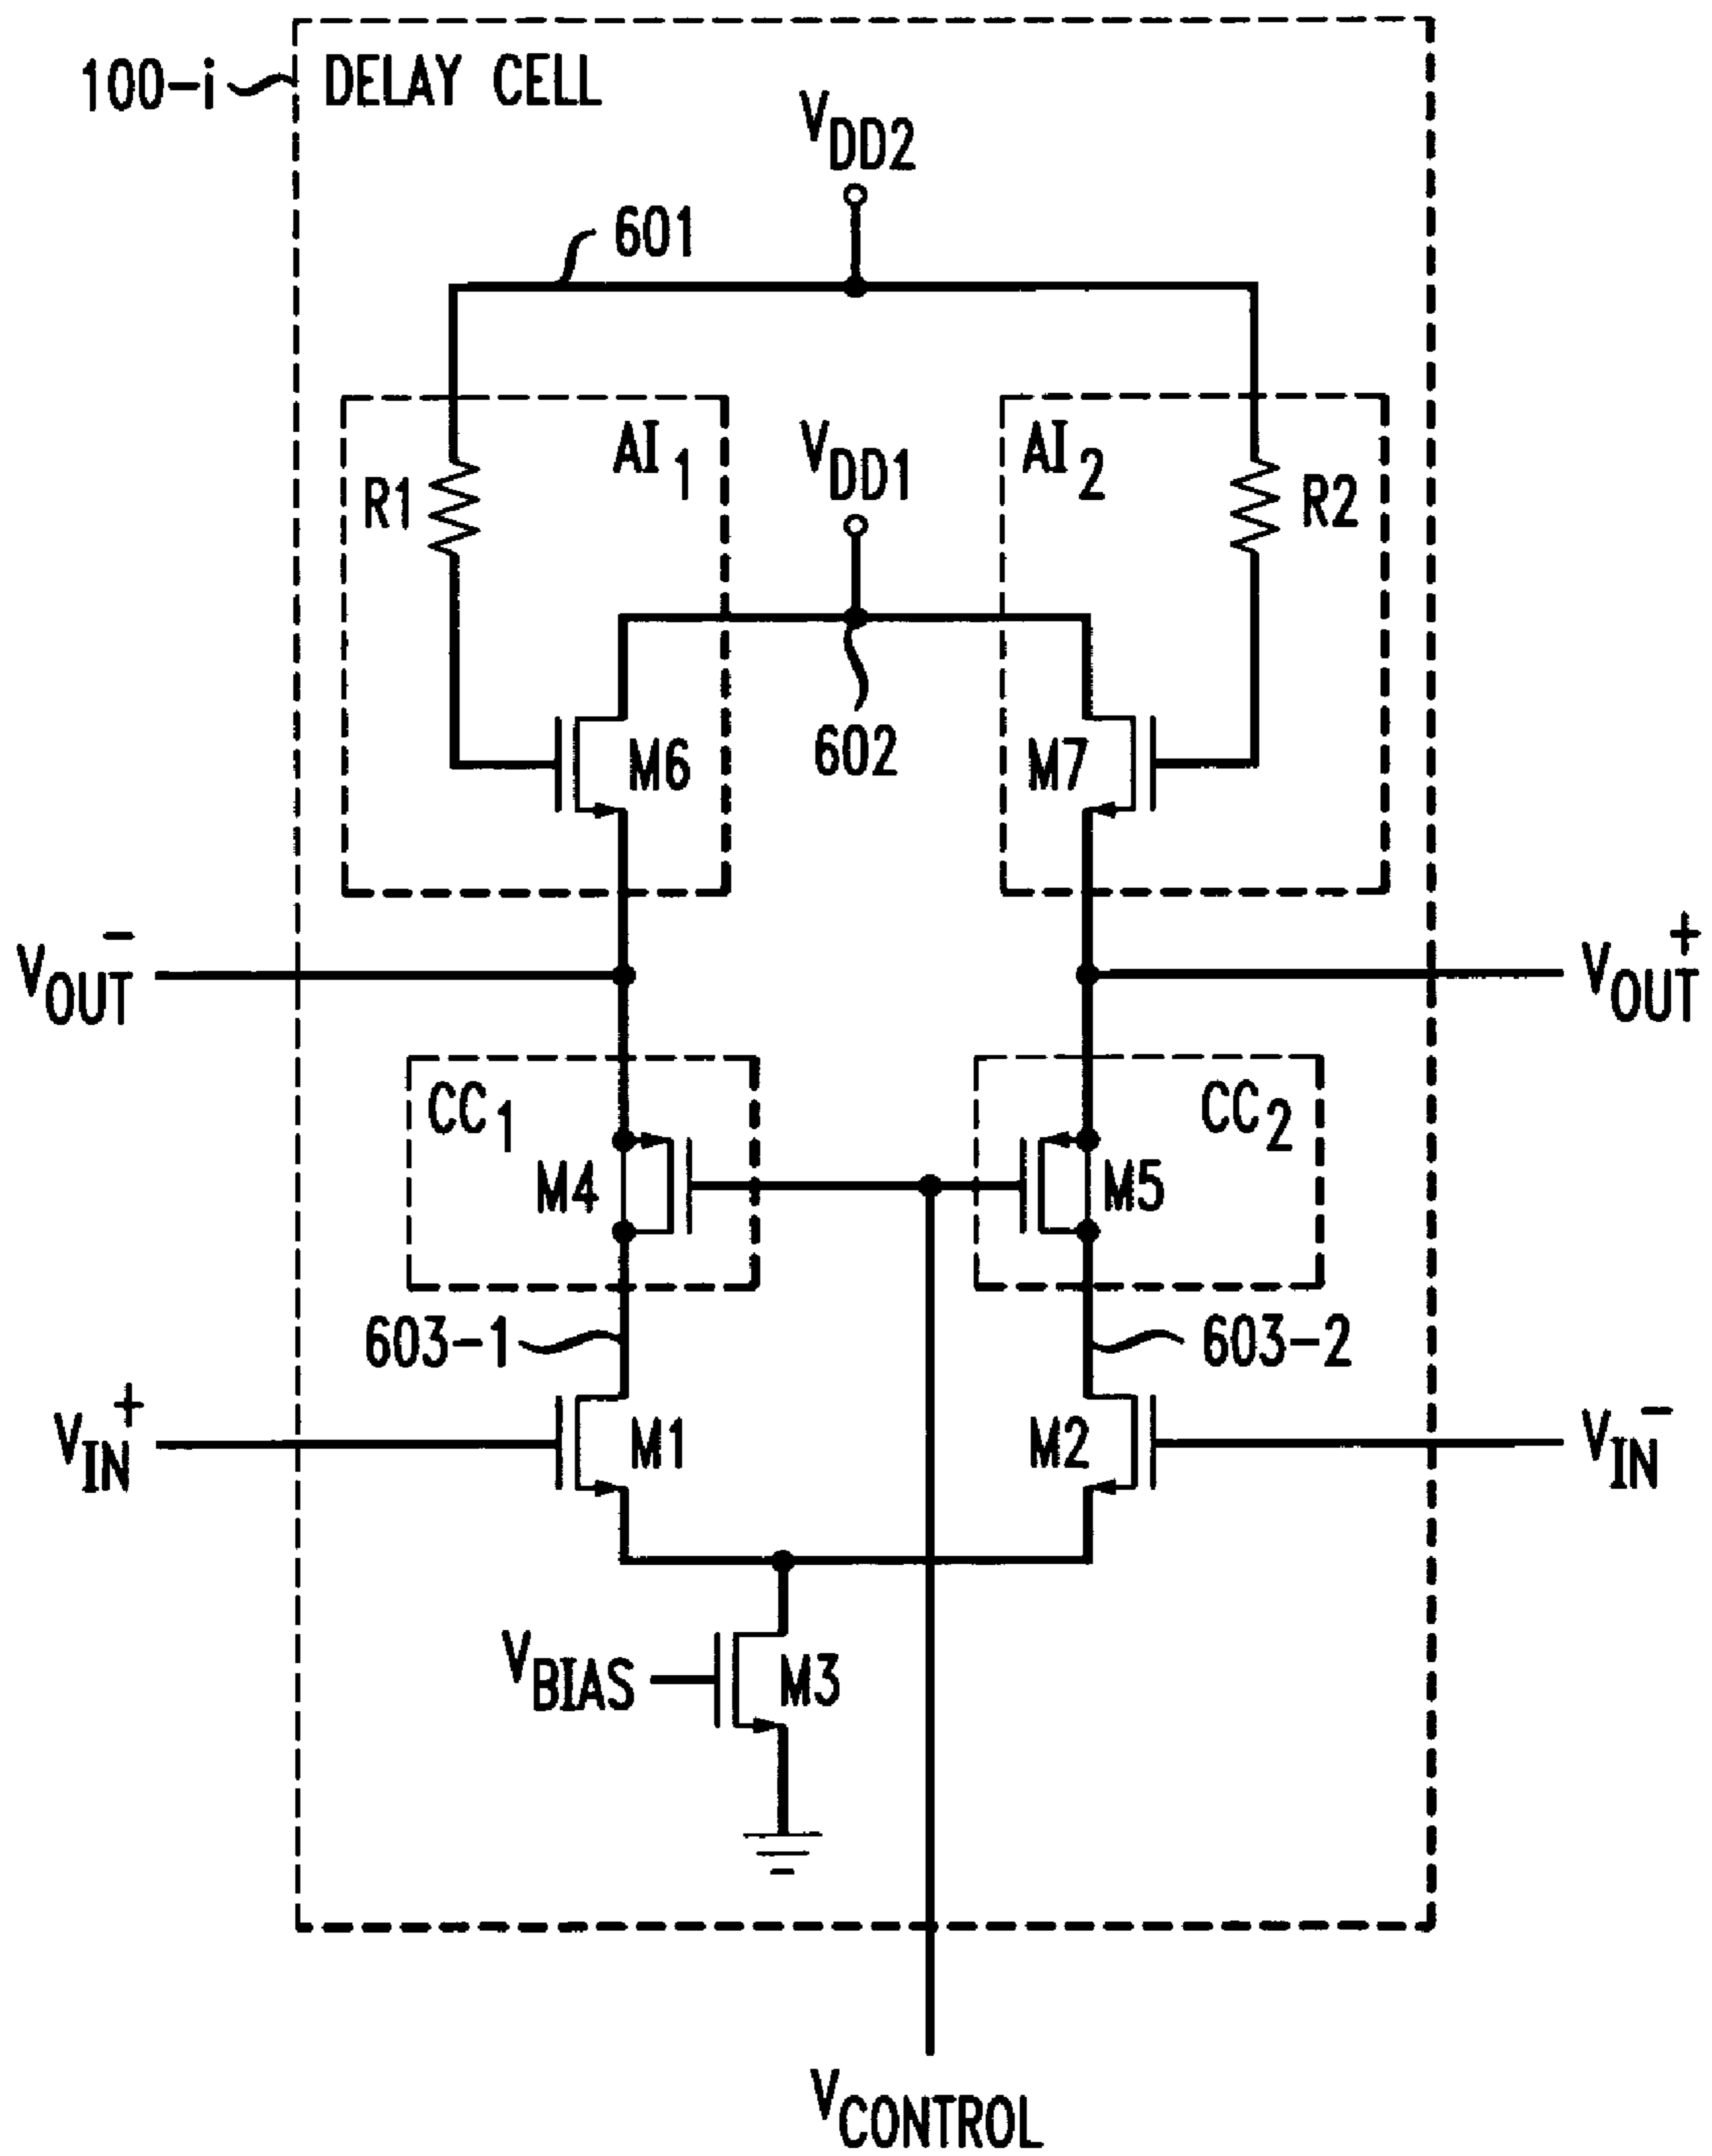 100-i
DELAY CELL
VDD2
601
AI1
VDD1
AI2
R1
R2
M6
602
M7
VOUT-
VOUT+
CC1
CC2
M4
M5
603-1
603-2
VIN+
M1
M2
VIN-
VBIAS
M3
VCONTROL